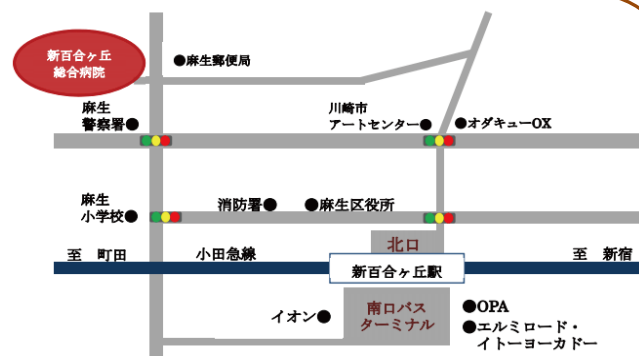 新百合ヶ丘
総合病院
●麻生郵便局
麻生
警察署●
川崎市
アートセンター●
●オダキューOX
麻生
小学校●
消防署●
●麻生区役所
北口
至 町田
小田急線
至 新宿
新百合ヶ丘駅
イオン●
南口バス
ターミナル
●OPA
●エルミロード・
イトーヨーカドー